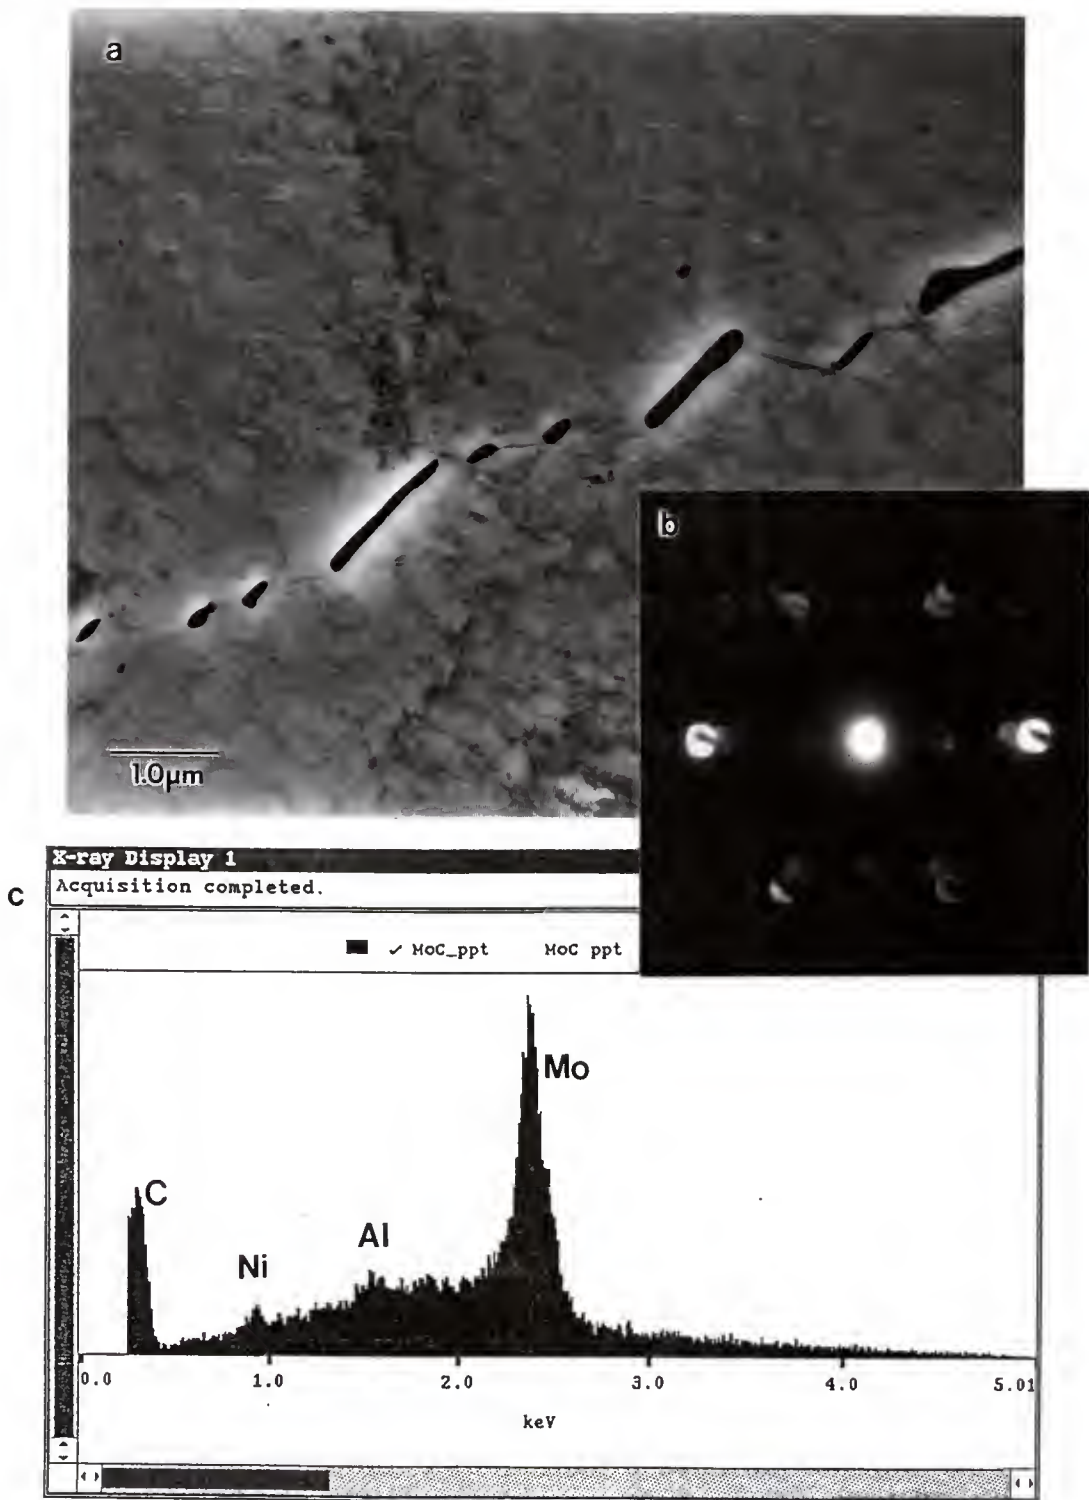 a
1.0μm
b
c
X-ray Display 1
Acquisition completed.
✓ MoC_ppt MoC ppt
Mo
C
Al
Ni
0.0 1.0 2.0 3.0 4.0 5.01
keV